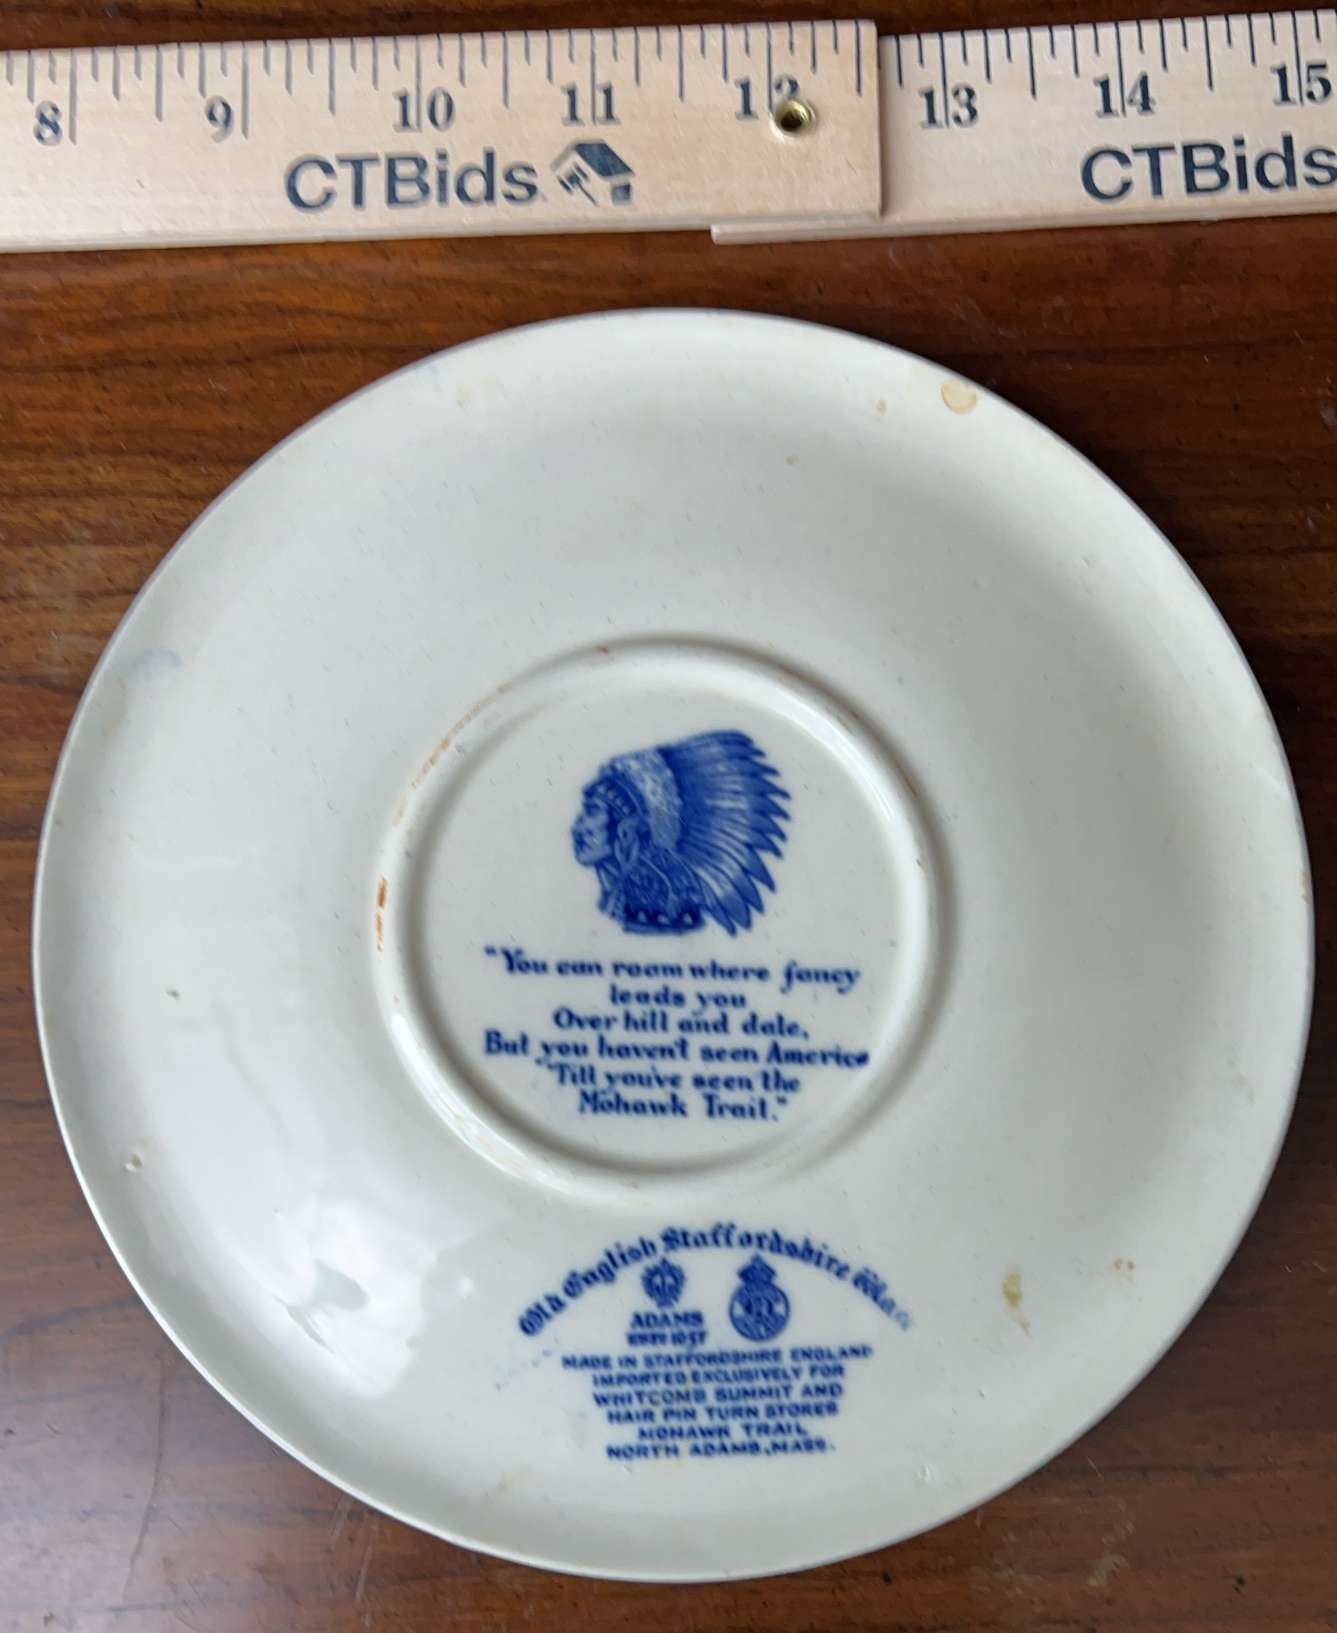 8 9 10 11 12 13 14 15
CTBids CTBids
"You can roam where fancy
leads you
Over hill and dale,
But you haven't seen America
"Till you've seen the
Mohawk Trail."
Old English Staffordshire Ware
ADAMS
ESTD 1657
MADE IN STAFFORDSHIRE ENGLAND
IMPORTED EXCLUSIVELY FOR
WHITCOMB SUMMIT AND
HAIR PIN TURN STORES
MOHAWK TRAIL
NORTH ADAMS, MASS.